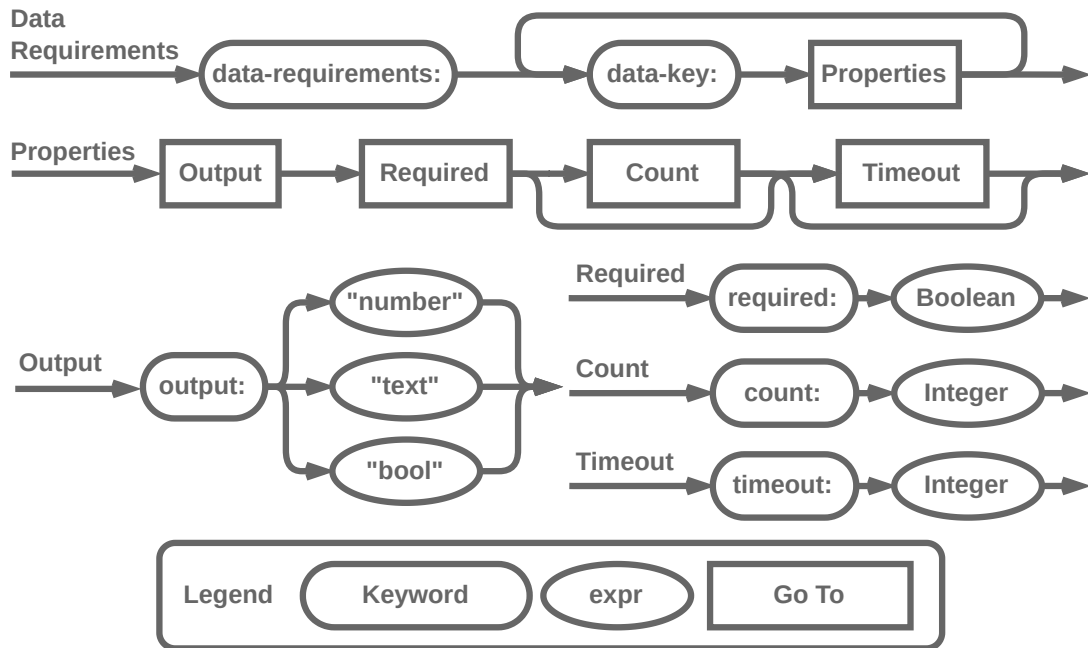 Data
Requirements
data-requirements:
data-key:
Properties
Properties
Output
Required
Count
Timeout
Output
output:
"number"
"text"
"bool"
Required
required:
Boolean
Count
count:
Integer
Timeout
timeout:
Integer
Legend
Keyword
expr
Go To